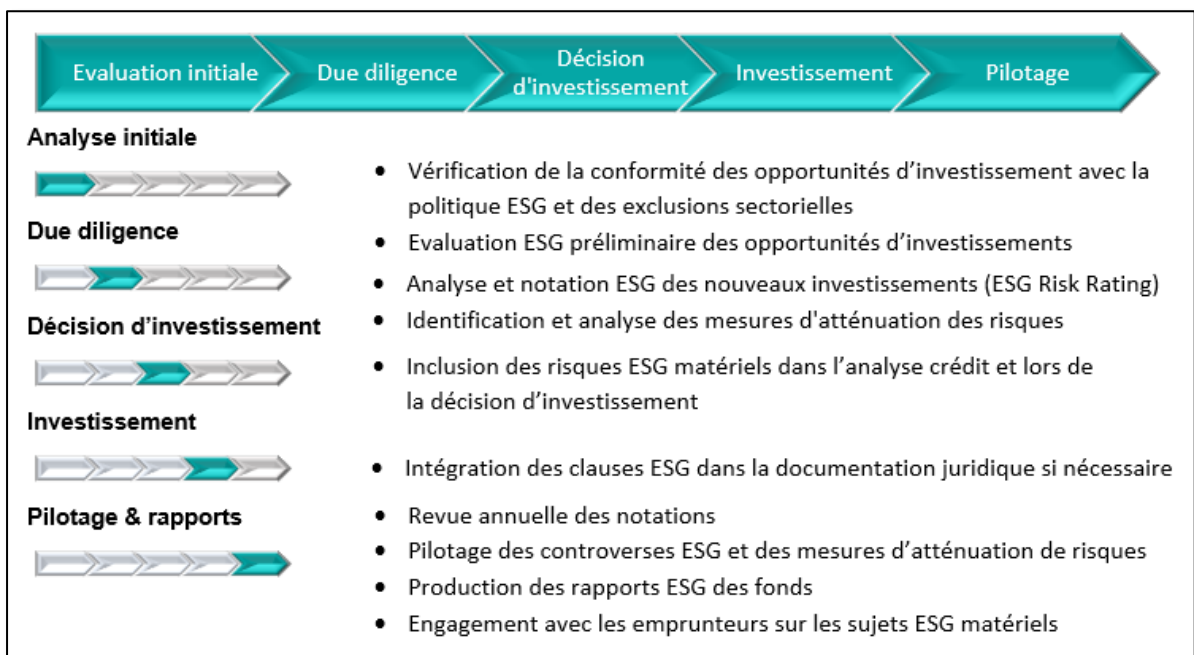 Evaluation initiale
Due diligence
Décision
d'investissement
Investissement
Pilotage
Analyse initiale
• Vérification de la conformité des opportunités d’investissement avec la
politique ESG et des exclusions sectorielles
Due diligence
• Evaluation ESG préliminaire des opportunités d’investissements
• Analyse et notation ESG des nouveaux investissements (ESG Risk Rating)
Décision d’investissement
• Identification et analyse des mesures d'atténuation des risques
• Inclusion des risques ESG matériels dans l’analyse crédit et lors de
la décision d’investissement
Investissement
• Intégration des clauses ESG dans la documentation juridique si nécessaire
Pilotage & rapports
• Revue annuelle des notations
• Pilotage des controverses ESG et des mesures d’atténuation de risques
• Production des rapports ESG des fonds
• Engagement avec les emprunteurs sur les sujets ESG matériels